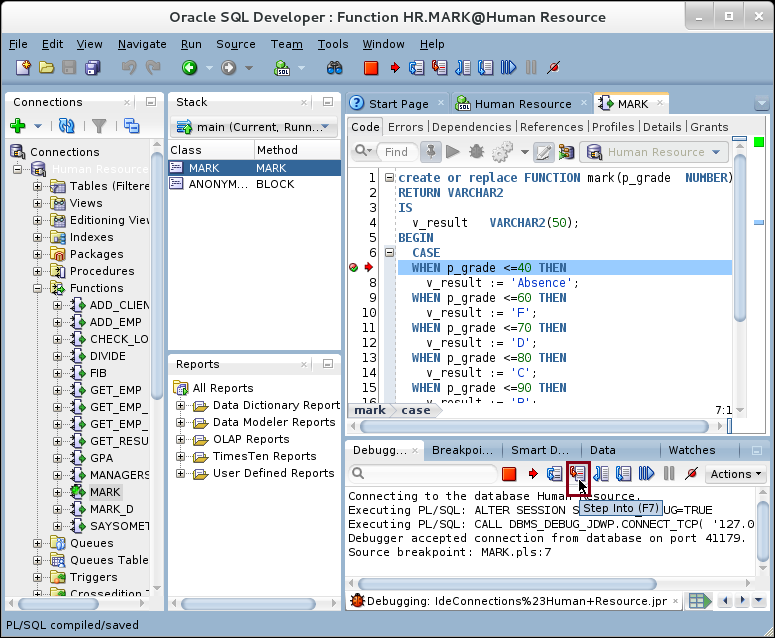 Oracle SQL Developer : Function HR.MARK@Human Resource
File Edit View Navigate Run Source Team Tools Window Help
Connections
Connections
Human Resource
Tables (Filtere
Views
Editioning Viev
Indexes
Packages
Procedures
Functions
ADD_CLIEN
ADD_EMP
CHECK_LO
DIVIDE
FIB
GET_EMP
GET_EMP_
GET_EMP_
GET_RESU
GPA
MANAGERS
MARK
MARK_D
SAYSOMET
Queues
Queues Table
Triggers
Crossedition T
Stack
main (Current, Runn...
Class Method
MARK MARK
ANONYM... BLOCK
Reports
All Reports
Data Dictionary Report
Data Modeler Reports
OLAP Reports
TimesTen Reports
User Defined Reports
Start Page Human Resource MARK
Code Errors Dependencies References Profiles Details Grants
Find Human Resource
1 create or replace FUNCTION mark(p_grade NUMBER)
2 RETURN VARCHAR2
3 IS
4 v_result VARCHAR2(50);
5 BEGIN
6 CASE
WHEN p_grade <=40 THEN
8 v_result := 'Absence';
9 WHEN p_grade <=60 THEN
10 v_result := 'F';
11 WHEN p_grade <=70 THEN
12 v_result := 'D';
13 WHEN p_grade <=80 THEN
14 v_result := 'C';
15 WHEN p_grade <=90 THEN
16 v_result := 'B';
mark case 7:1
Debugg... Breakpoi... Smart D... Data Watches
Actions
Connecting to the database Human Resource.
Executing PL/SQL: ALTER SESSION S UG=TRUE
Step Into (F7)
Executing PL/SQL: CALL DBMS_DEBUG_JDWP.CONNECT_TCP( '127.0
Debugger accepted connection from database on port 41179.
Source breakpoint: MARK.pls:7
Debugging: IdeConnections%23Human+Resource.jpr
PL/SQL compiled/saved